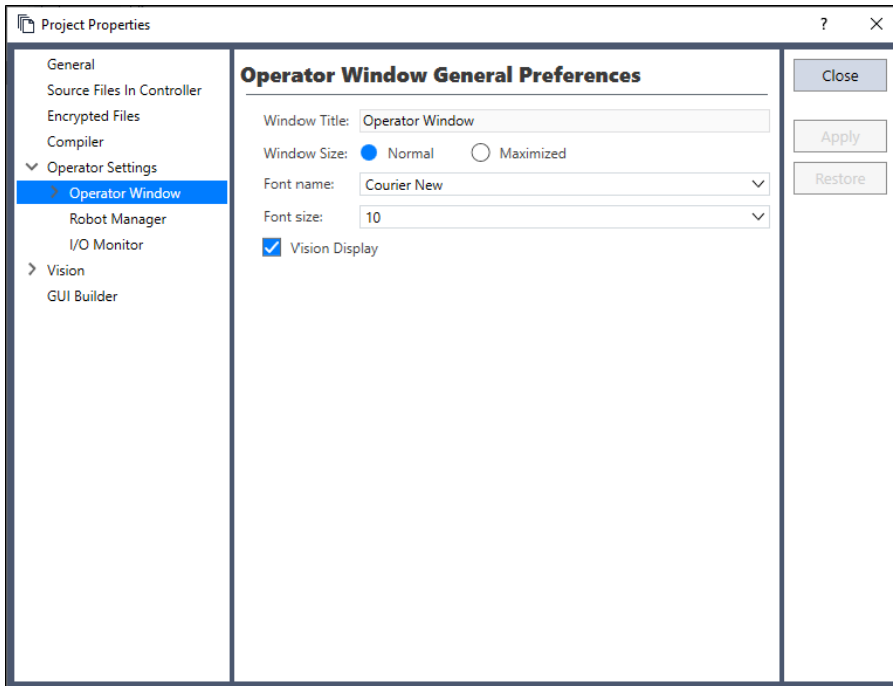 Project Properties
?
General
Source Files In Controller
Encrypted Files
Compiler
Operator Settings
Operator Window
Robot Manager
I/O Monitor
Vision
GUI Builder
Operator Window General Preferences
Window Title: Operator Window
Window Size: Normal Maximized
Font name: Courier New
Font size: 10
Vision Display
Close
Apply
Restore